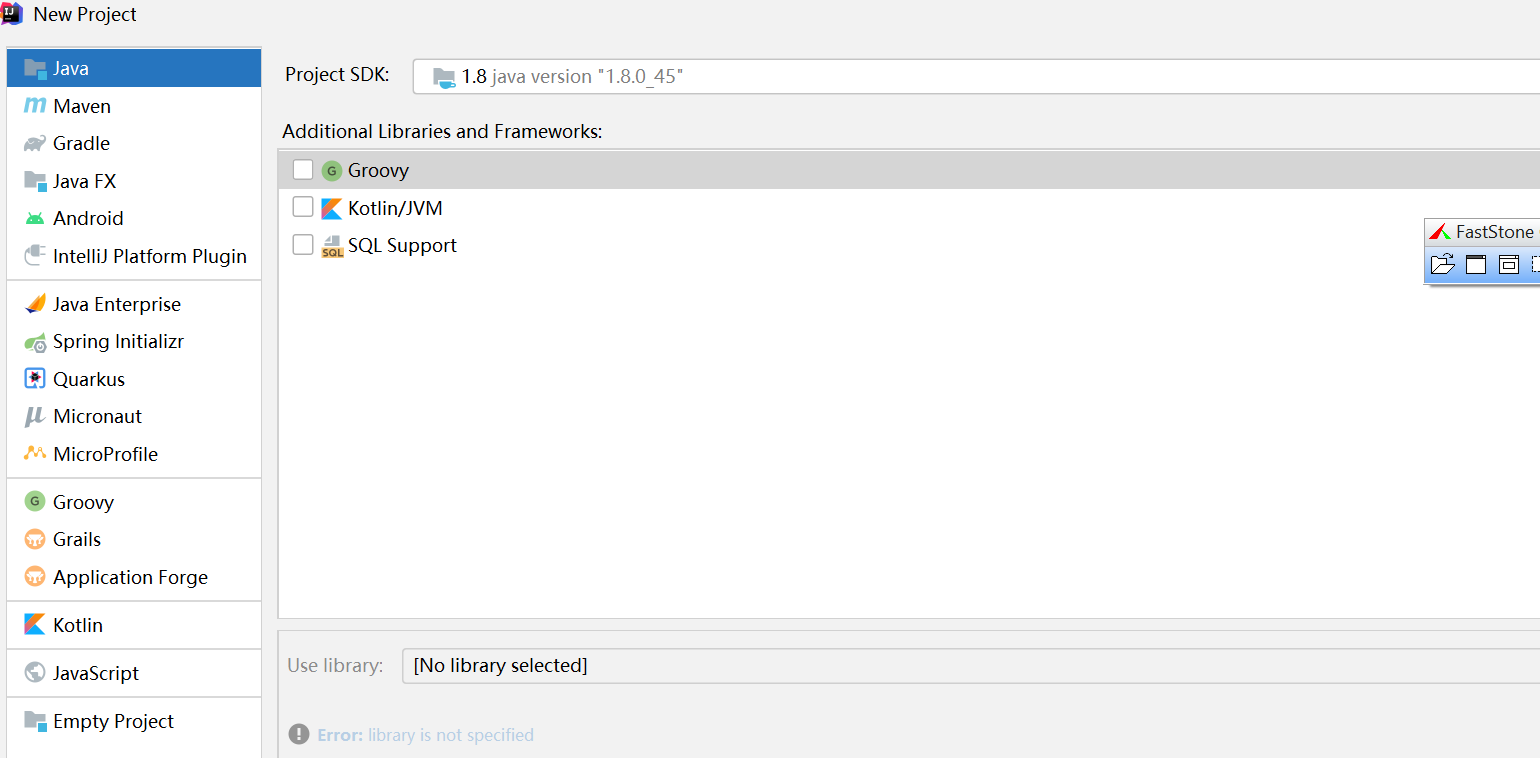 New Project
Java
Maven
Gradle
Java FX
Android
IntelliJ Platform Plugin
Java Enterprise
Spring Initializr
Quarkus
Micronaut
MicroProfile
Groovy
Grails
Application Forge
Kotlin
JavaScript
Empty Project
Project SDK: 1.8 java version "1.8.0_45"
Additional Libraries and Frameworks:
Groovy
Kotlin/JVM
SQL Support
Use library: [No library selected]
Error: library is not specified
FastStone